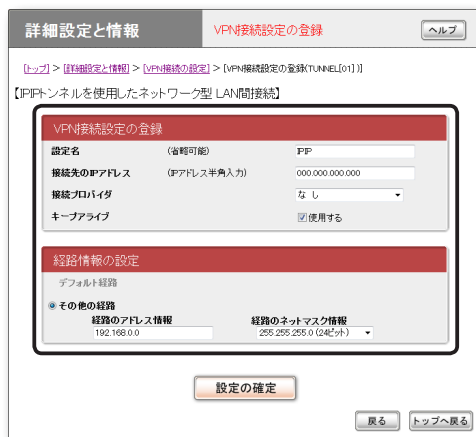 詳細設定と情報 VPN接続設定の登録 ヘルプ
[トップ] > [詳細設定と情報] > [VPN接続の設定] > [VPN接続設定の登録(TUNNEL[01])]
【IPIPトンネルを使用したネットワーク型 LAN間接続】
VPN接続設定の登録
設定名 (省略可能) IPIP
接続先のIPアドレス (IPアドレス半角入力) 000.000.000.000
接続プロバイダ なし
キープアライブ 使用する
経路情報の設定
デフォルト経路
その他の経路
経路のアドレス情報 経路のネットマスク情報
192.168.0.0 255.255.255.0 (24ビット)
設定の確定
戻る トップへ戻る